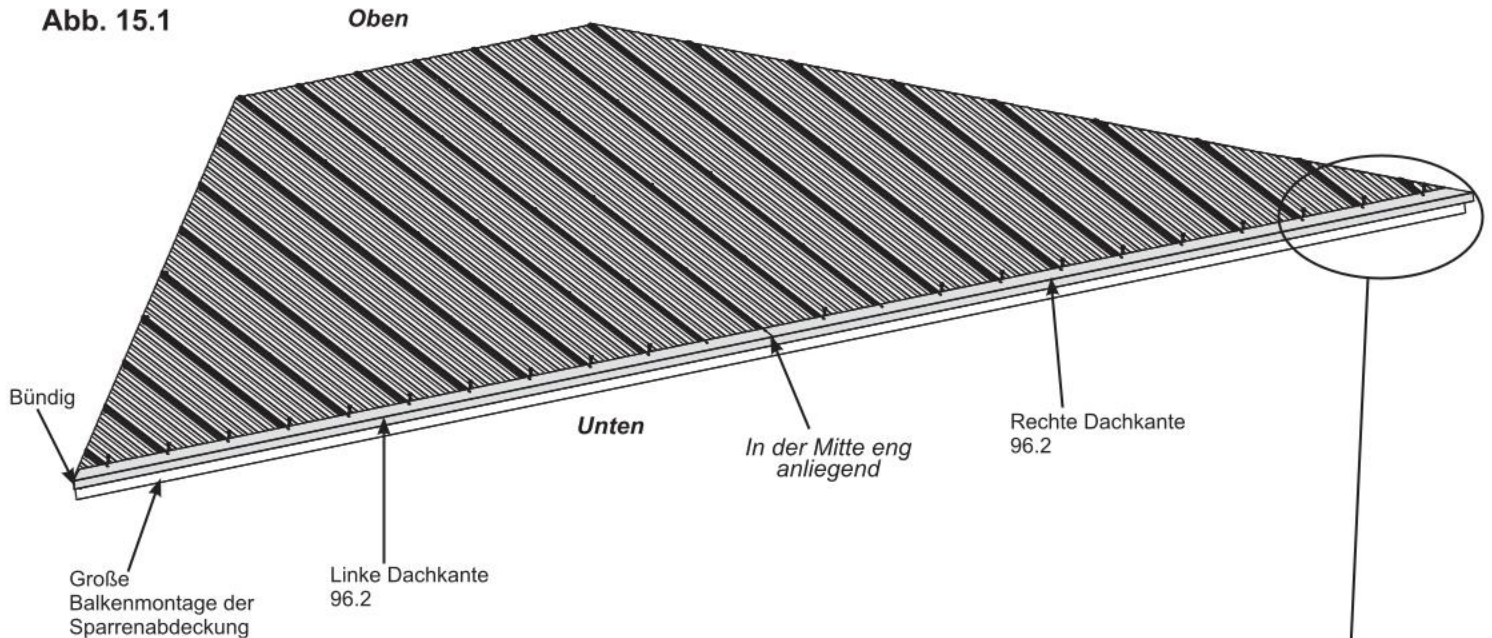 Abb. 15.1
Oben
Bündig
Unten
In der Mitte eng
anliegend
Rechte Dachkante
96.2
Linke Dachkante
96.2
Große
Balkenmontage der
Sparrenabdeckung